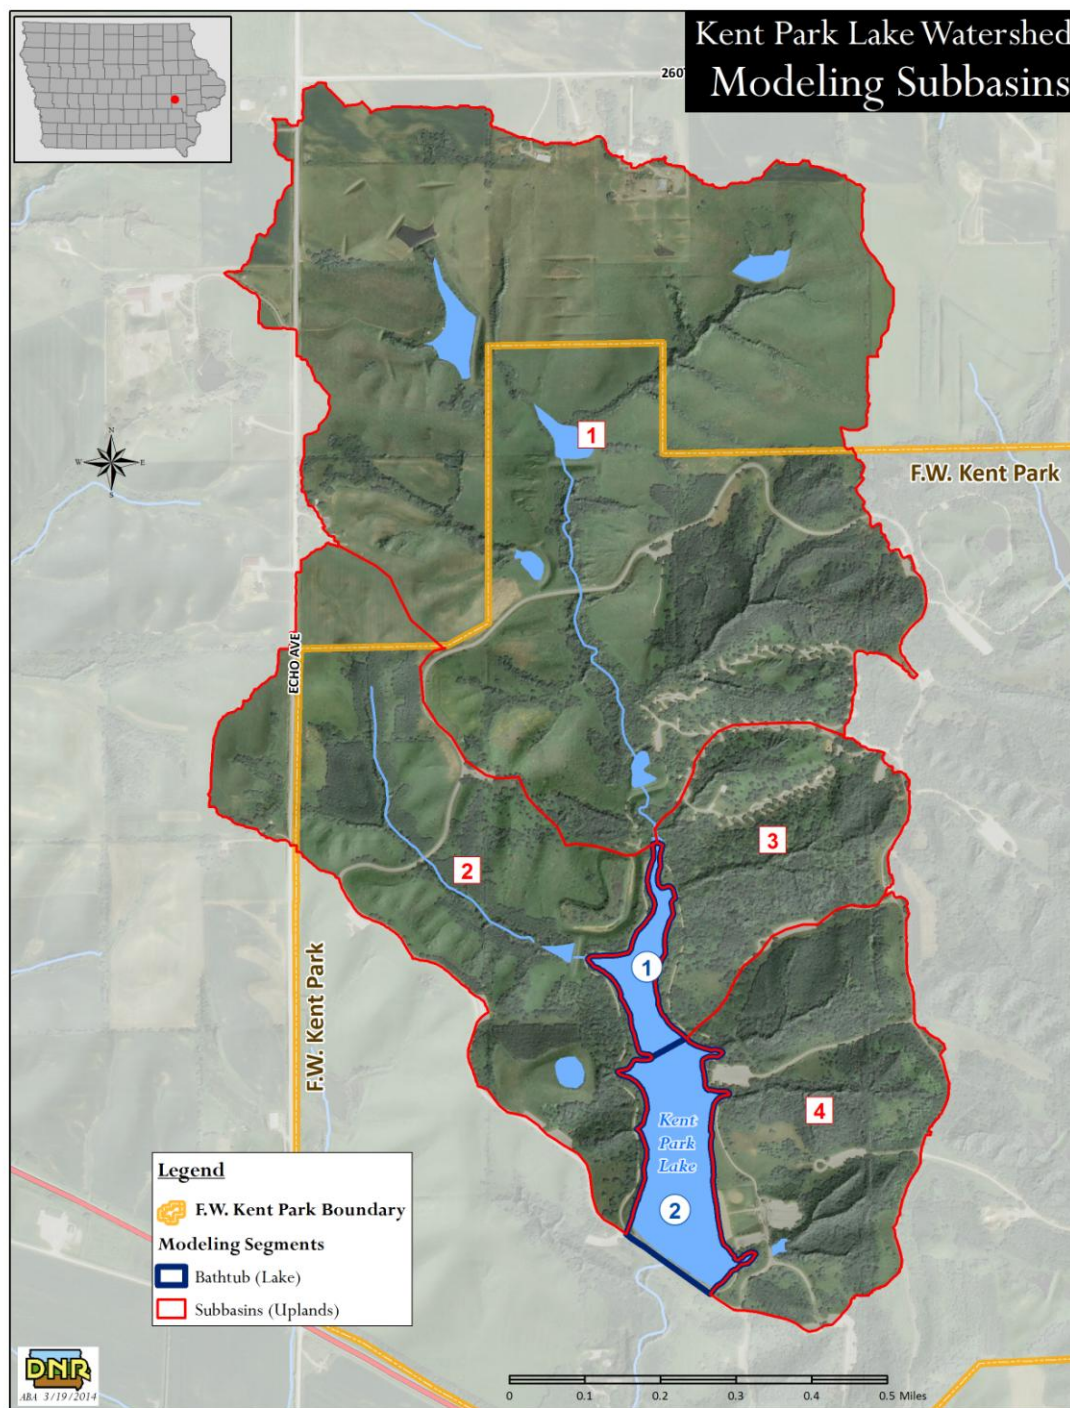 Kent Park Lake Watershed
Modeling Subbasins
260T
N
W E
S
1
F.W. Kent Park
ECHO AVE
2
3
1
F.W. Kent Park
4
Kent
Park
Lake
2
Legend
F.W. Kent Park Boundary
Modeling Segments
Bathtub (Lake)
Subbasins (Uplands)
DNR
ABA 3/19/2014
0 0.1 0.2 0.3 0.4 0.5 Miles